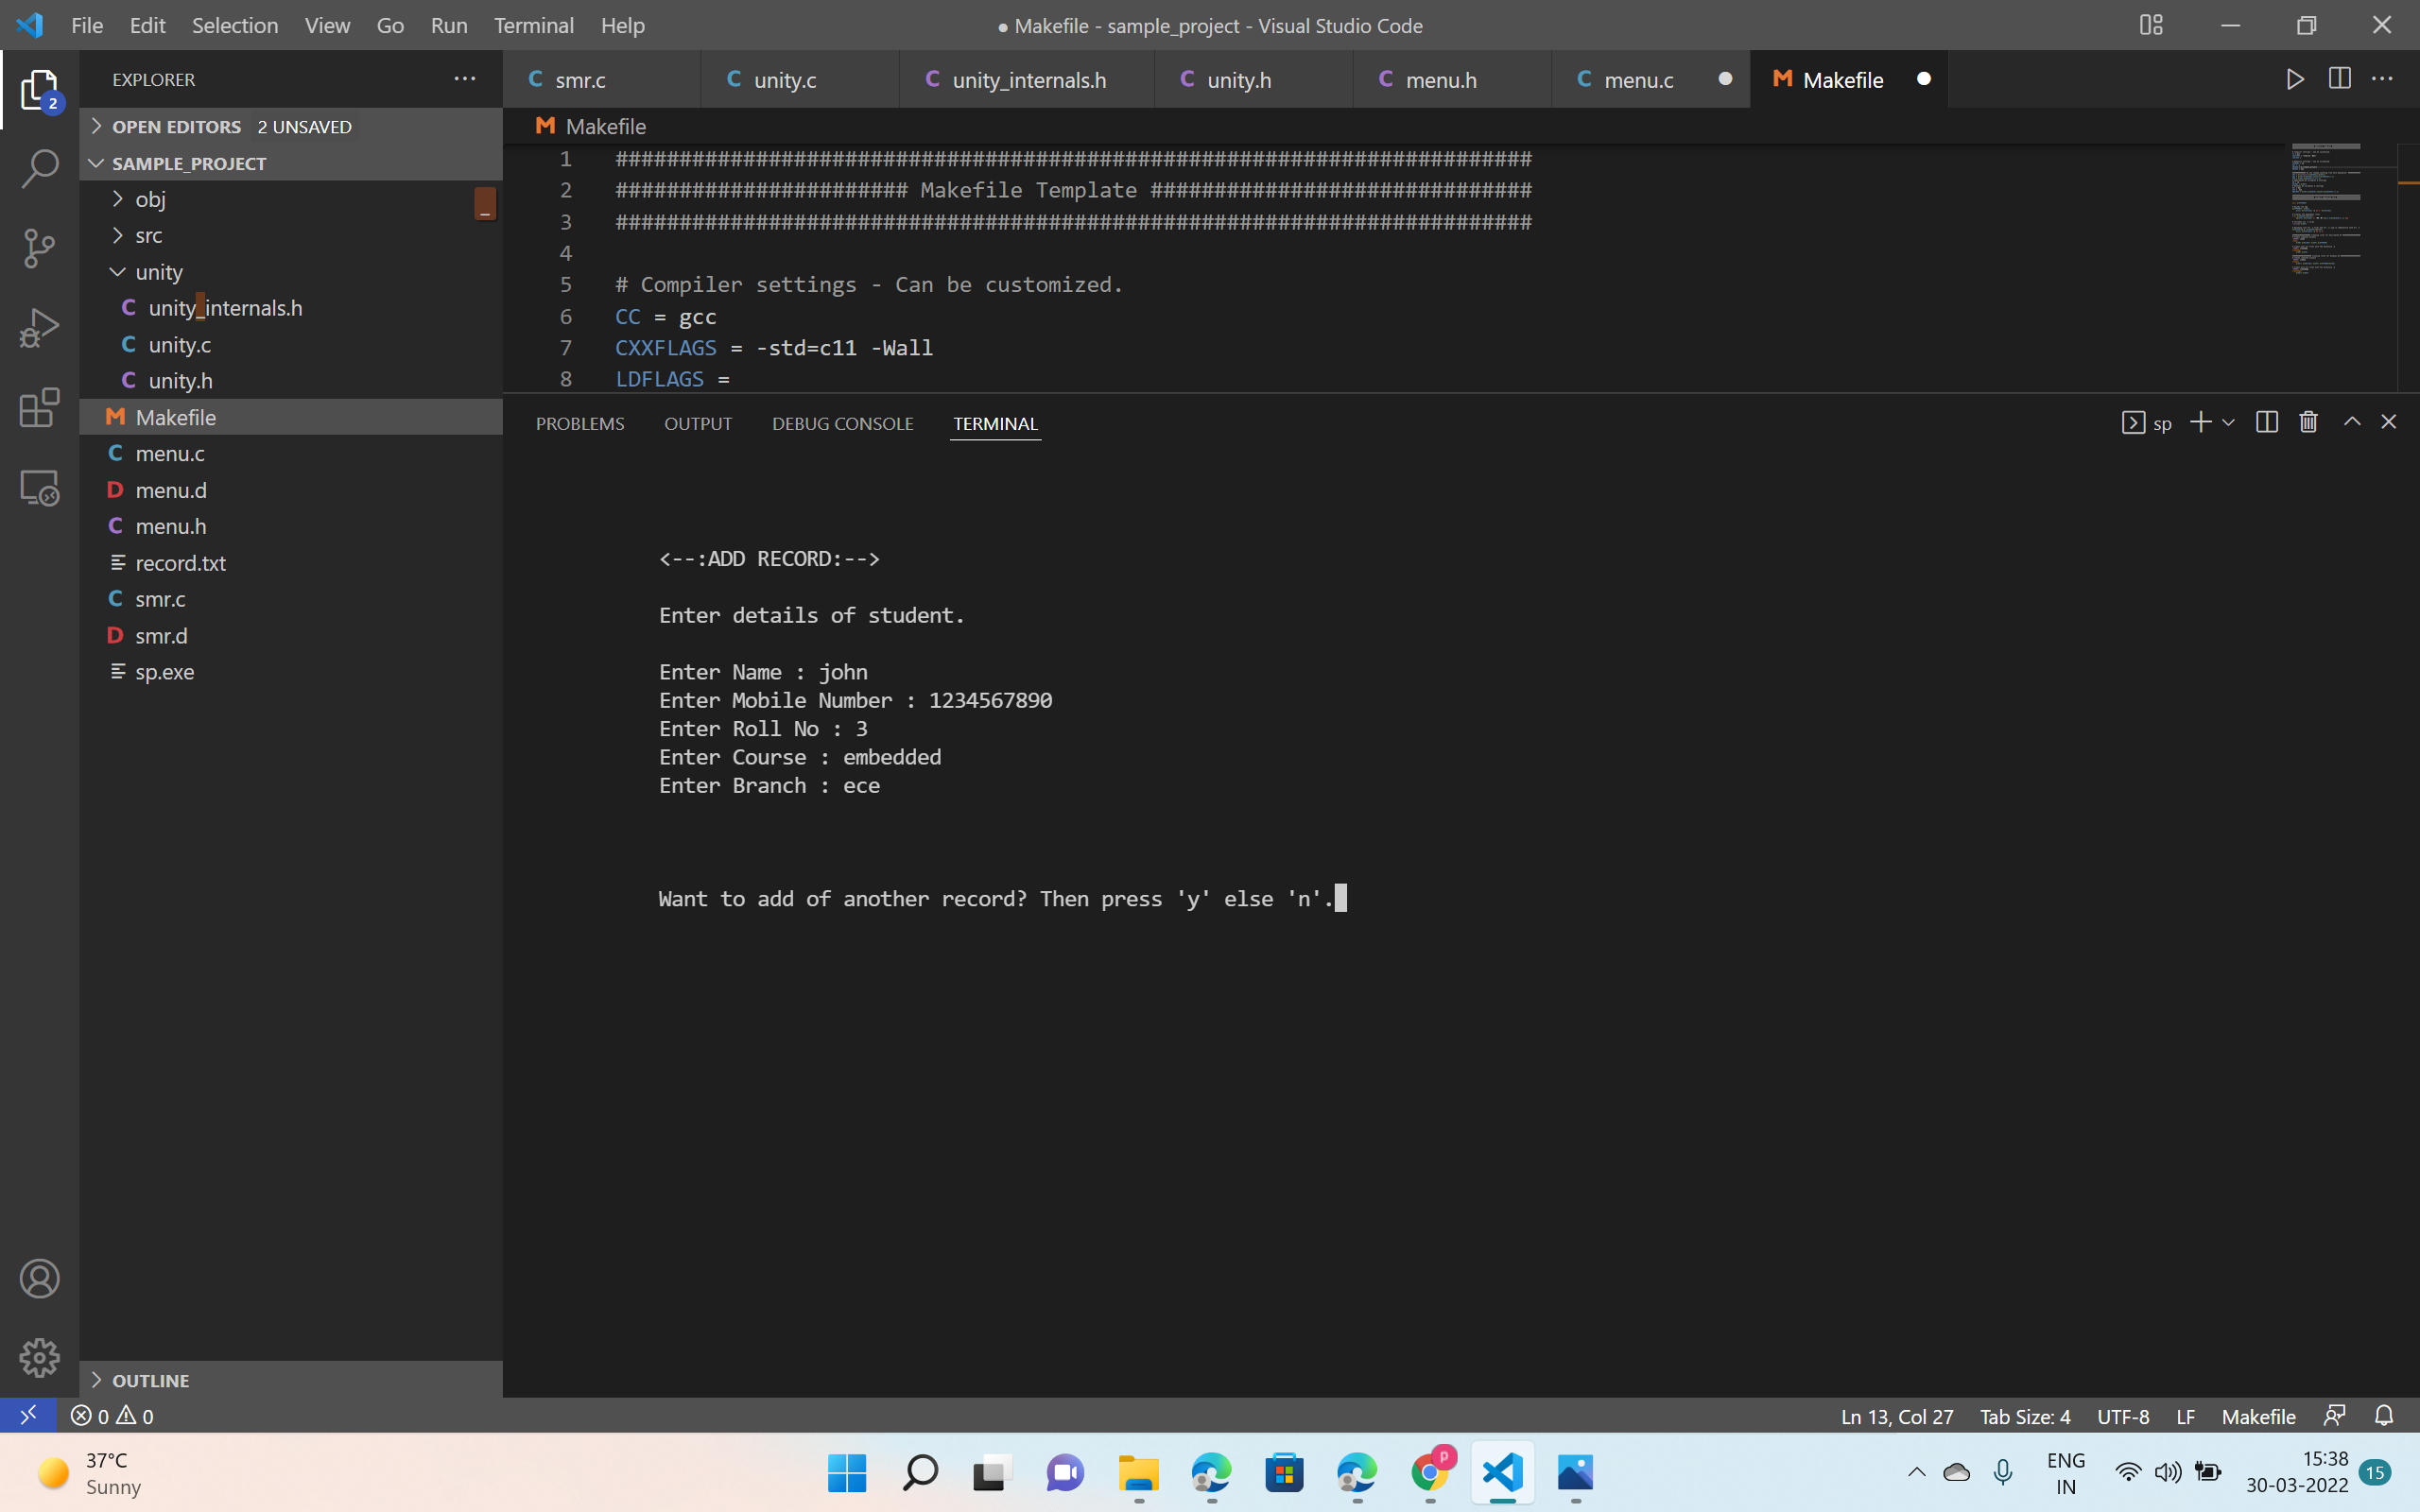 File Edit Selection View Go Run Terminal Help
● Makefile - sample_project - Visual Studio Code
EXPLORER
2
OPEN EDITORS 2 UNSAVED
SAMPLE_PROJECT
obj
src
unity
C unity_internals.h
C unity.c
C unity.h
M Makefile
C menu.c
D menu.d
C menu.h
record.txt
C smr.c
D smr.d
sp.exe
OUTLINE
C smr.c C unity.c C unity_internals.h C unity.h C menu.h C menu.c ● M Makefile ●
M Makefile
1 ########################################################################
2 ####################### Makefile Template ##############################
3 ########################################################################
4
5 # Compiler settings - Can be customized.
6 CC = gcc
7 CXXFLAGS = -std=c11 -Wall
8 LDFLAGS =
PROBLEMS OUTPUT DEBUG CONSOLE TERMINAL
sp
<--:ADD RECORD:-->
Enter details of student.
Enter Name : john
Enter Mobile Number : 1234567890
Enter Roll No : 3
Enter Course : embedded
Enter Branch : ece
Want to add of another record? Then press 'y' else 'n'.
0 0
Ln 13, Col 27 Tab Size: 4 UTF-8 LF Makefile
37°C
Sunny
P
ENG
IN
15:38
30-03-2022
15